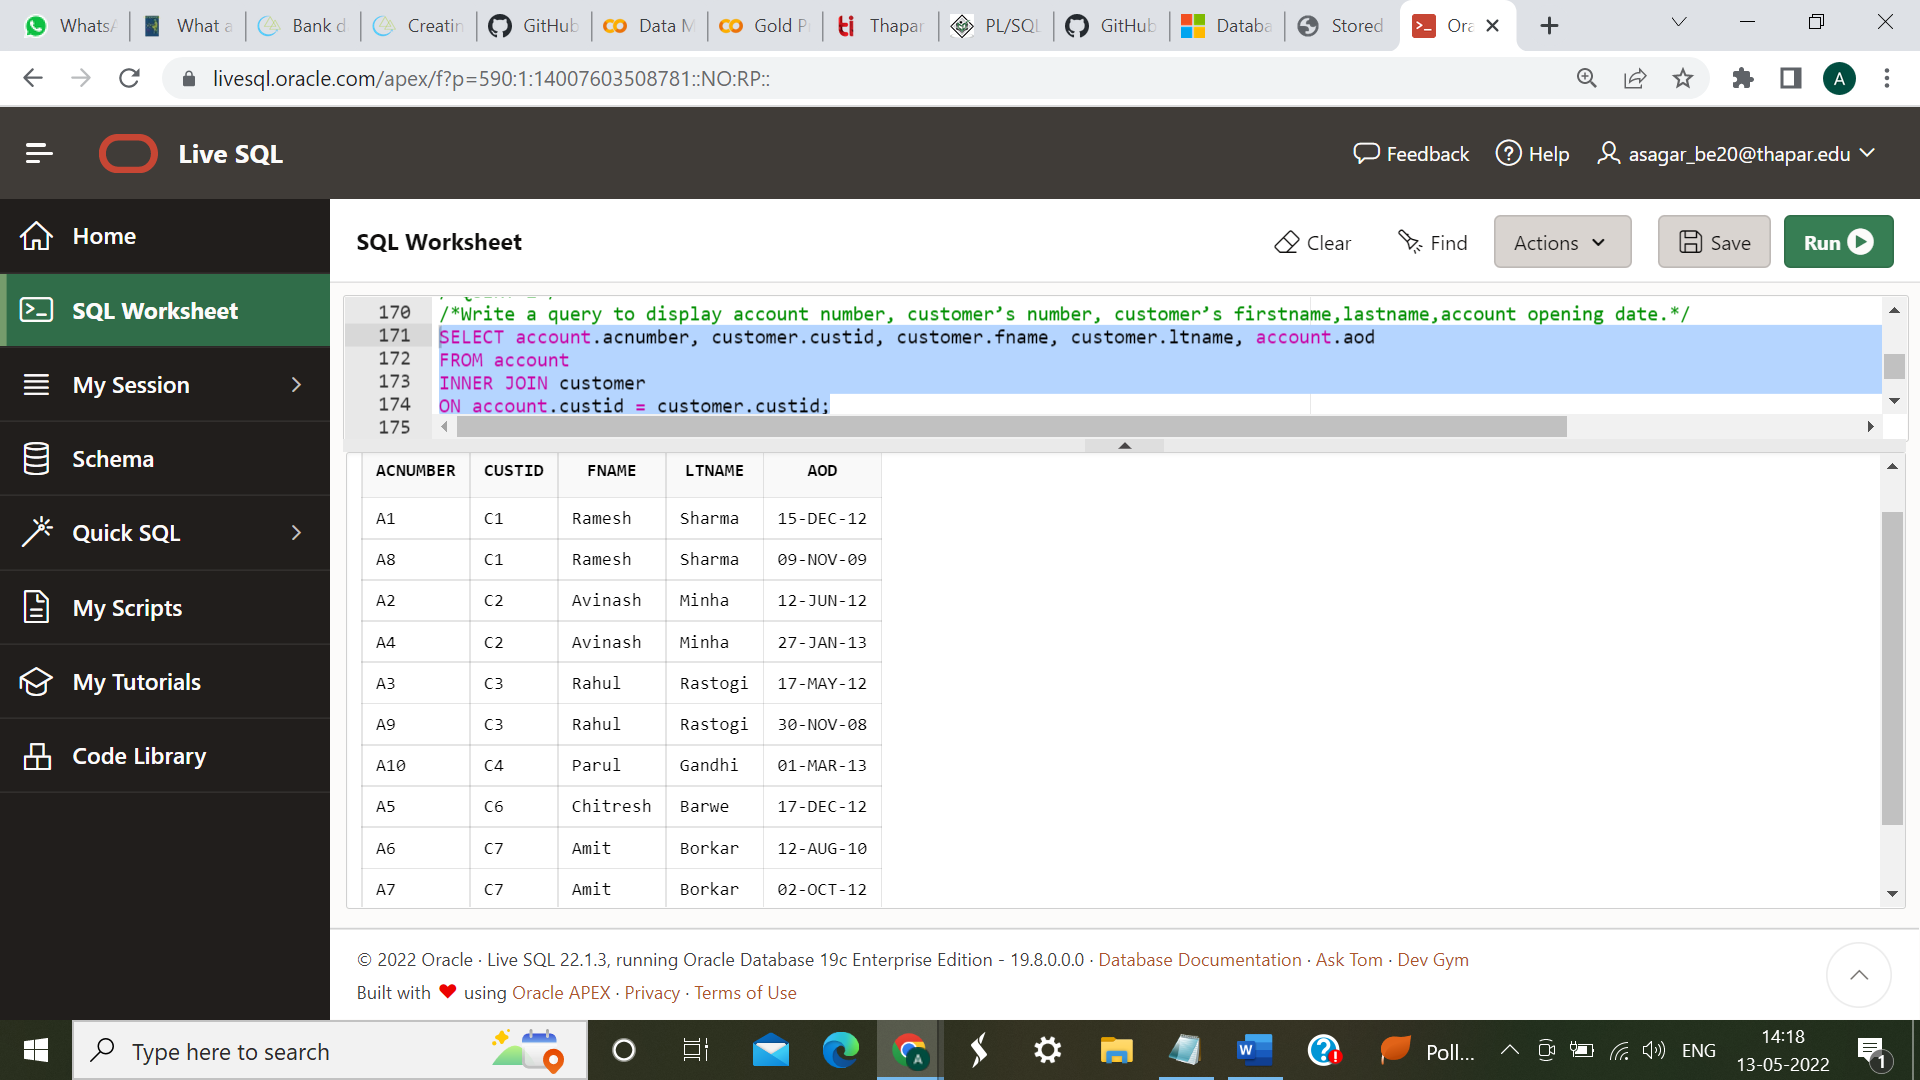 WhatsA
What a
Bank d
Creatin
GitHub
Data M
Gold P
Thapar
PL/SQL
GitHub
Databa
Stored
Ora
livesql.oracle.com/apex/f?p=590:1:14007603508781::NO:RP::
A
Live SQL
Feedback
Help
asagar_be20@thapar.edu
Home
SQL Worksheet
My Session
Schema
Quick SQL
My Scripts
My Tutorials
Code Library
SQL Worksheet
Clear
Find
Actions
Save
Run
170 /*Write a query to display account number, customer’s number, customer’s firstname,lastname,account opening date.*/
171 SELECT account.acnumber, customer.custid, customer.fname, customer.ltname, account.aod
172 FROM account
173 INNER JOIN customer
174 ON account.custid = customer.custid;
175
ACNUMBER CUSTID FNAME LTNAME AOD
A1 C1 Ramesh Sharma 15-DEC-12
A8 C1 Ramesh Sharma 09-NOV-09
A2 C2 Avinash Minha 12-JUN-12
A4 C2 Avinash Minha 27-JAN-13
A3 C3 Rahul Rastogi 17-MAY-12
A9 C3 Rahul Rastogi 30-NOV-08
A10 C4 Parul Gandhi 01-MAR-13
A5 C6 Chitresh Barwe 17-DEC-12
A6 C7 Amit Borkar 12-AUG-10
A7 C7 Amit Borkar 02-OCT-12
© 2022 Oracle · Live SQL 22.1.3, running Oracle Database 19c Enterprise Edition - 19.8.0.0.0 · Database Documentation · Ask Tom · Dev Gym
Built with ❤ using Oracle APEX · Privacy · Terms of Use
Type here to search
Poll...
ENG
14:18
13-05-2022
1